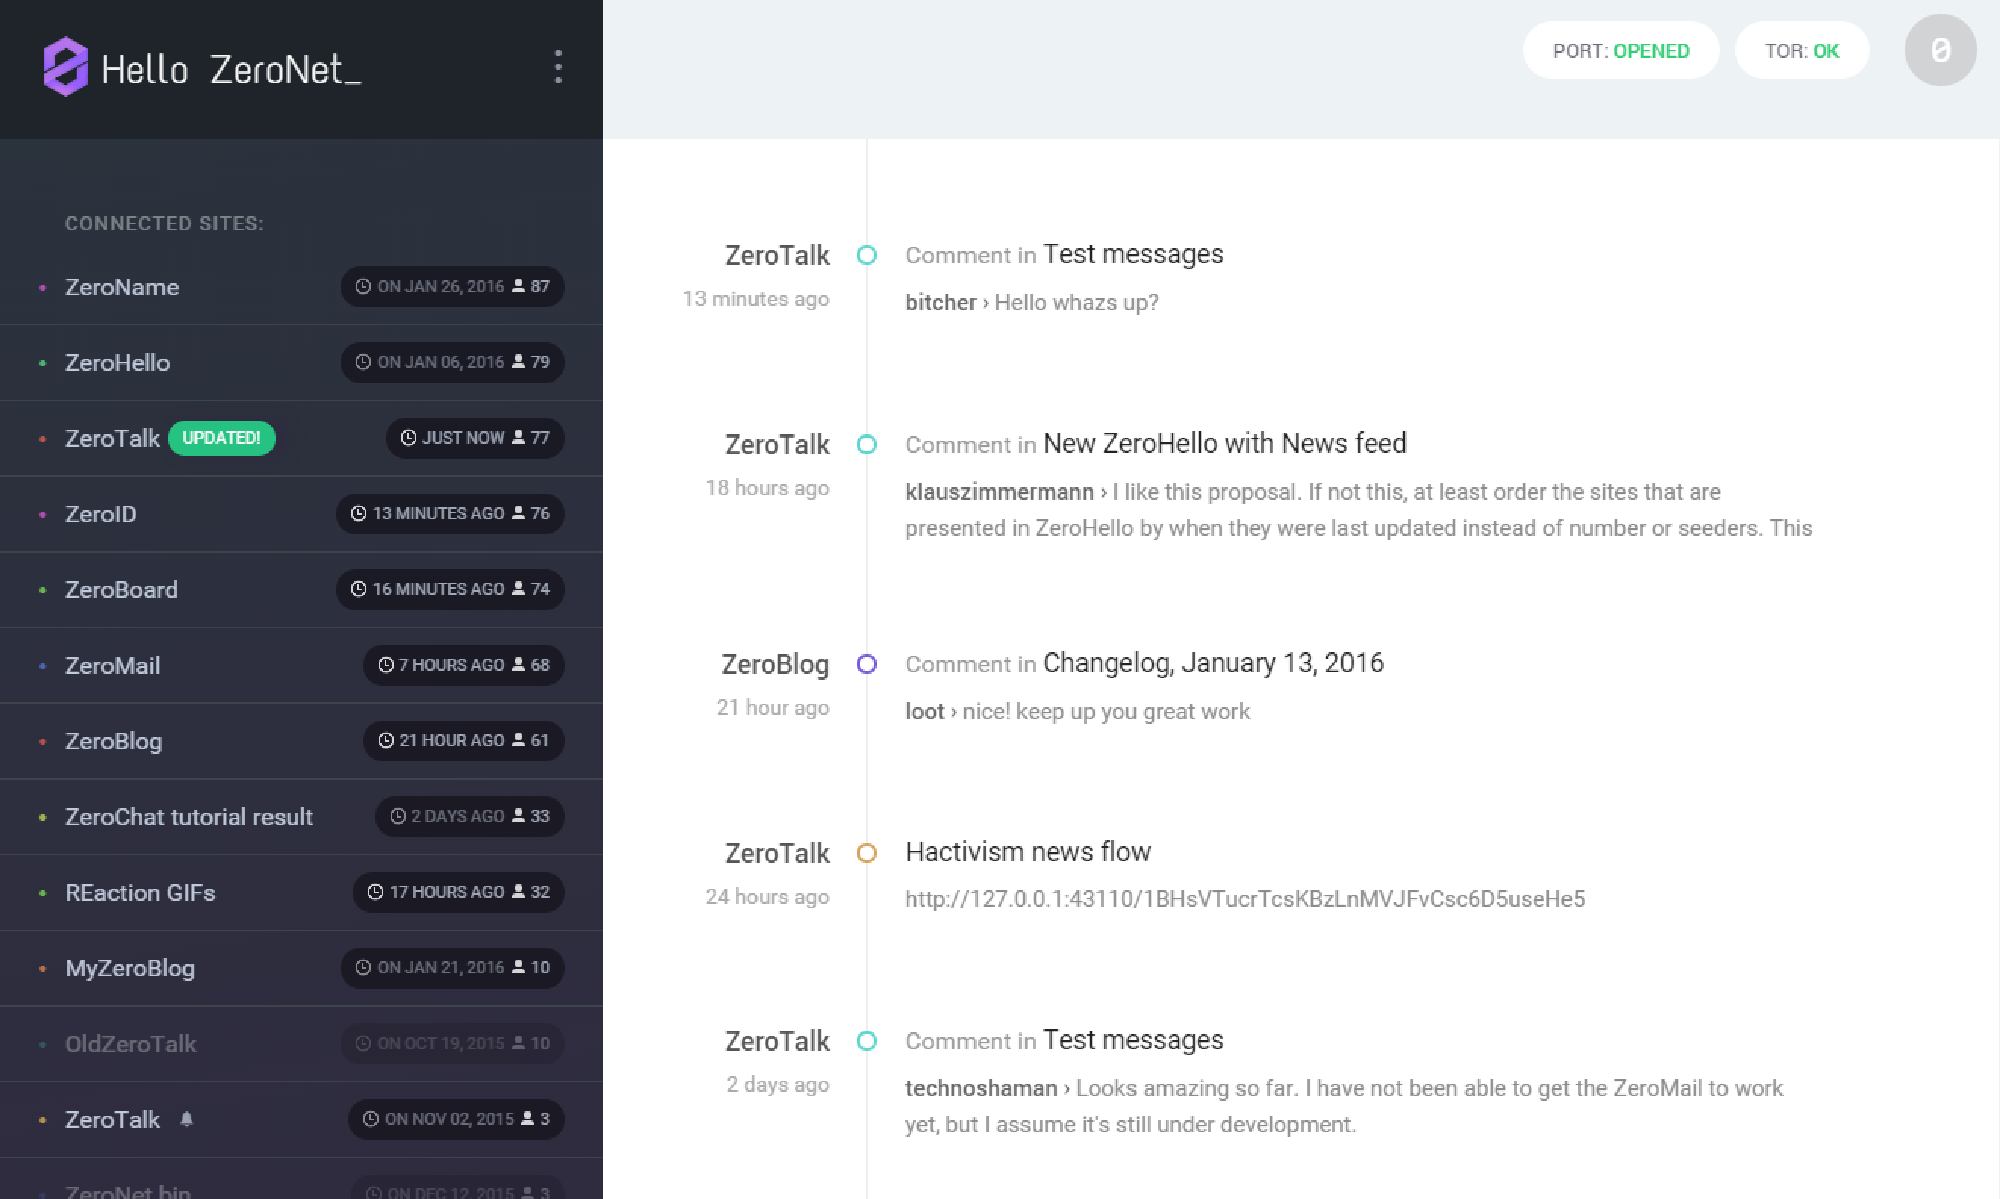 Hello ZeroNet_
PORT: OPENED
TOR: OK
0
CONNECTED SITES:
ZeroName ON JAN 26, 2016 87
ZeroHello ON JAN 06, 2016 79
ZeroTalk UPDATED! JUST NOW 77
ZeroID 13 MINUTES AGO 76
ZeroBoard 16 MINUTES AGO 74
ZeroMail 7 HOURS AGO 68
ZeroBlog 21 HOUR AGO 61
ZeroChat tutorial result 2 DAYS AGO 33
REaction GIFs 17 HOURS AGO 32
MyZeroBlog ON JAN 21, 2016 10
OldZeroTalk ON OCT 19, 2015 10
ZeroTalk ON NOV 02, 2015 3
ZeroNet bin ON DEC 12, 2015 3
ZeroTalk Comment in Test messages
13 minutes ago bitcher › Hello whazs up?
ZeroTalk Comment in New ZeroHello with News feed
18 hours ago klauszimmermann › I like this proposal. If not this, at least order the sites that are
presented in ZeroHello by when they were last updated instead of number or seeders. This
ZeroBlog Comment in Changelog, January 13, 2016
21 hour ago loot › nice! keep up you great work
ZeroTalk Hactivism news flow
24 hours ago http://127.0.0.1:43110/1BHsVTucrTcsKBzLnMVJFvCsc6D5useHe5
ZeroTalk Comment in Test messages
2 days ago technoshaman › Looks amazing so far. I have not been able to get the ZeroMail to work
yet, but I assume it's still under development.